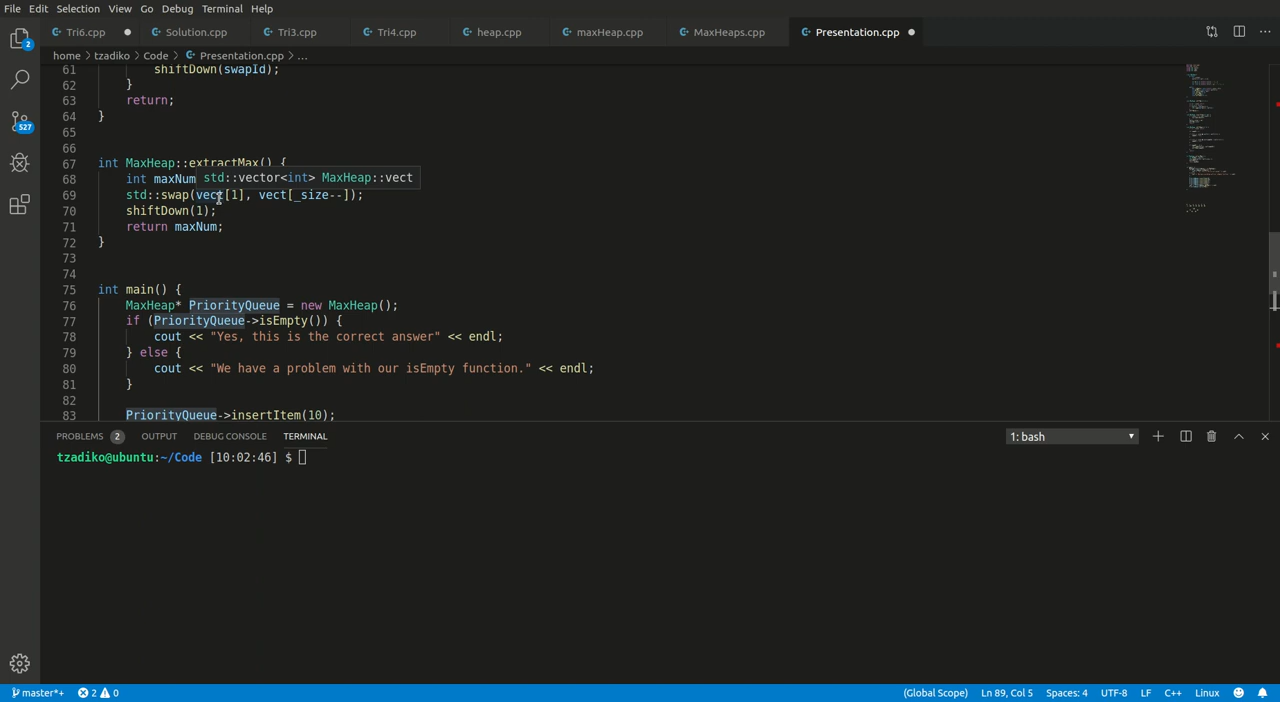 File Edit Selection View Go Debug Terminal Help
Tri6.cpp Solution.cpp Tri3.cpp Tri4.cpp heap.cpp maxHeap.cpp MaxHeaps.cpp Presentation.cpp
home > tzadiko > Code > Presentation.cpp > ...
61 shiftDown(swapId);
62 }
63 return;
64 }
65
66
67 int MaxHeap::extractMax() {
std::vector<int> MaxHeap::vect
68 int maxNum
69 std::swap(vect[1], vect[_size--]);
70 shiftDown(1);
71 return maxNum;
72 }
73
74
75 int main() {
76 MaxHeap* PriorityQueue = new MaxHeap();
77 if (PriorityQueue->isEmpty()) {
78 cout << "Yes, this is the correct answer" << endl;
79 } else {
80 cout << "We have a problem with our isEmpty function." << endl;
81 }
82
83 PriorityQueue->insertItem(10);
2
527
PROBLEMS 2 OUTPUT DEBUG CONSOLE TERMINAL 1: bash
tzadiko@ubuntu:~/Code [10:02:46] $
master*+ 2 0 (Global Scope) Ln 89, Col 5 Spaces: 4 UTF-8 LF C++ Linux